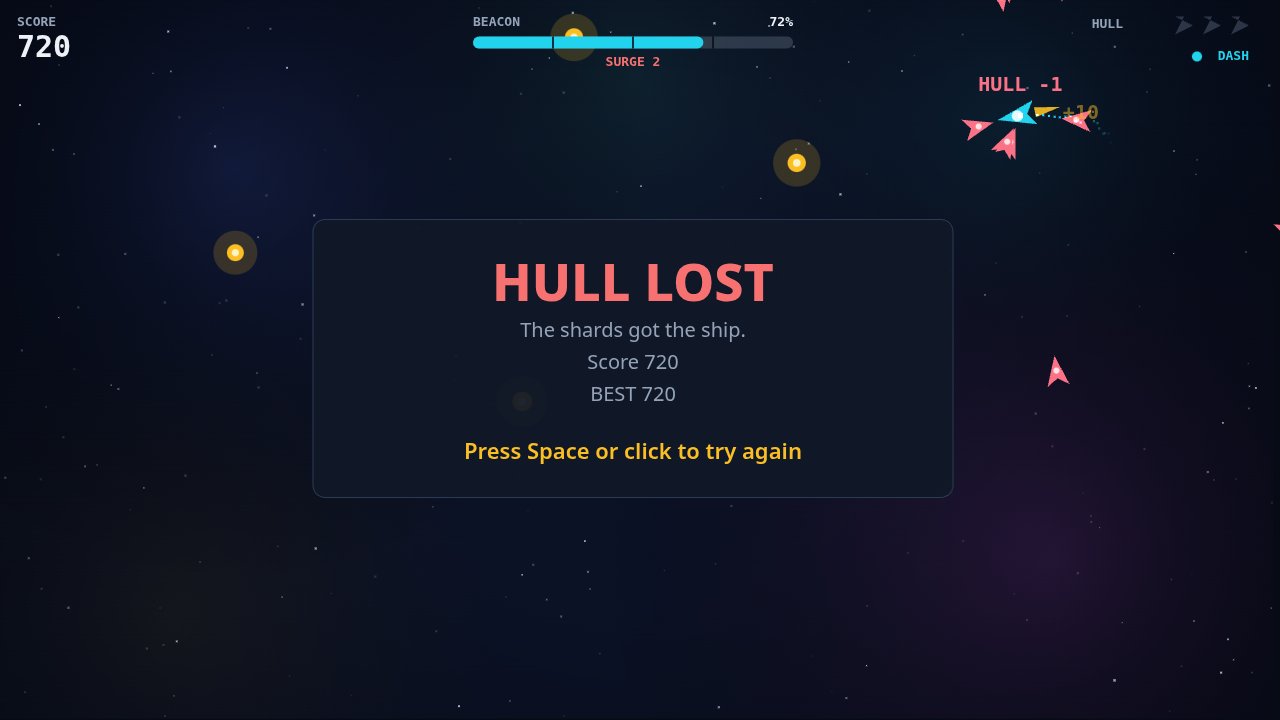 SCORE
720
BEACON 72%
SURGE 2
HULL
DASH
HULL -1
+10
HULL LOST
The shards got the ship.
Score 720
BEST 720
Press Space or click to try again